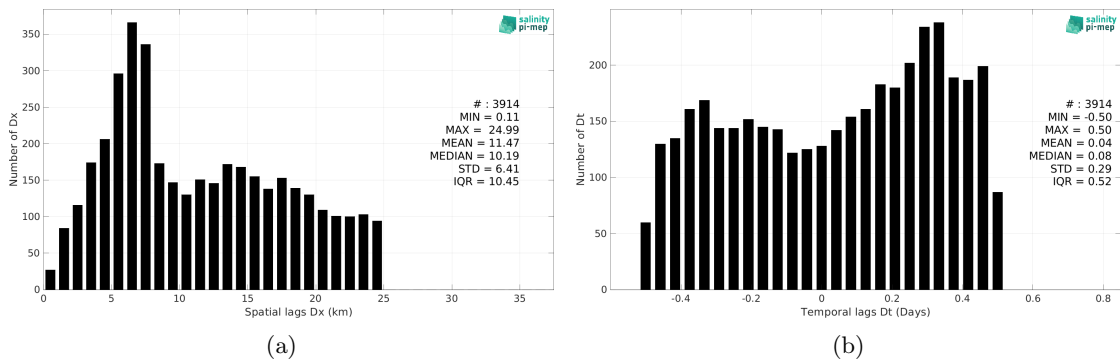 salinity
pi-mep
Number of Dx
350
300
250
200
150
100
50
0
# : 3914
MIN = 0.11
MAX = 24.99
MEAN = 11.47
MEDIAN = 10.19
STD = 6.41
IQR = 10.45
0 5 10 15 20 25 30 35
Spatial lags Dx (km)
(a)
salinity
pi-mep
Number of Dt
200
150
100
50
0
# : 3914
MIN = -0.50
MAX = 0.50
MEAN = 0.04
MEDIAN = 0.08
STD = 0.29
IQR = 0.52
-0.4 -0.2 0 0.2 0.4 0.6 0.8
Temporal lags Dt (Days)
(b)